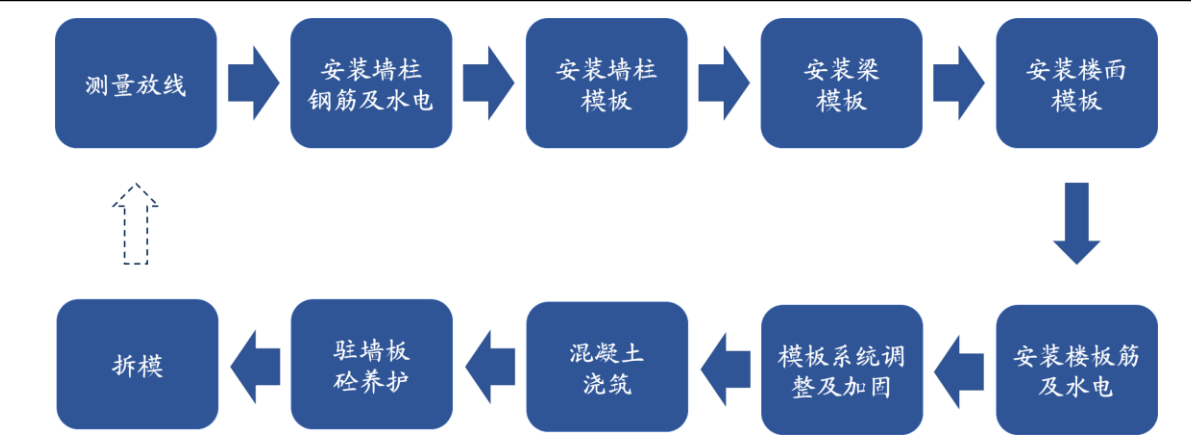 测量放线
安装墙柱
钢筋及水电
安装墙柱
模板
安装梁
模板
安装楼面
模板
安装楼板筋
及水电
模板系统调
整及加固
混凝土
浇筑
驻墙板
砼养护
拆模